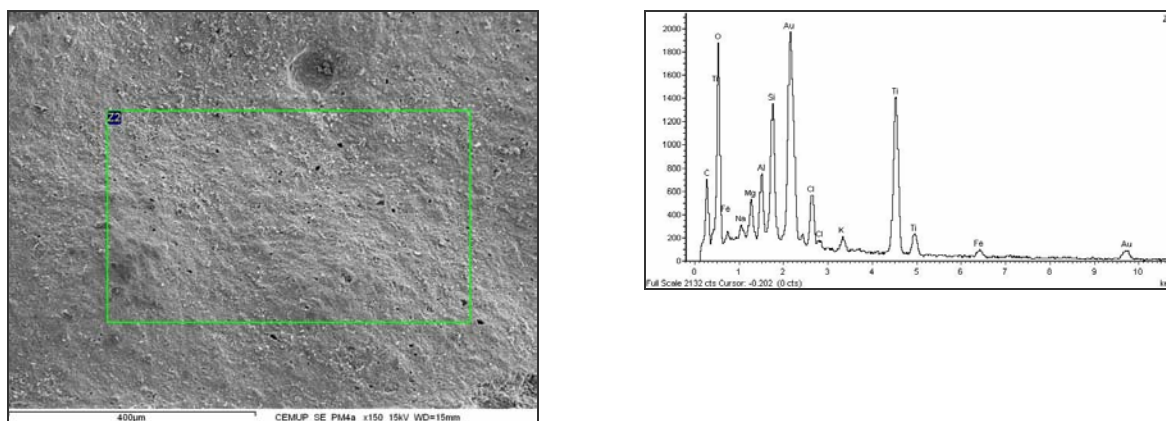 Z2
400µm
CEMUP SE PM4a x150 15kV WD=15mm
2000
1800
1600
1400
1200
1000
800
600
400
200
0
C
O
Ti
Fe
Na
Mg
Al
Si
Au
Cl
Cl
K
Ti
Ti
Fe
Au
0 1 2 3 4 5 6 7 8 9 10
Full Scale 2132 cts Cursor: -0.202 (0 cts)